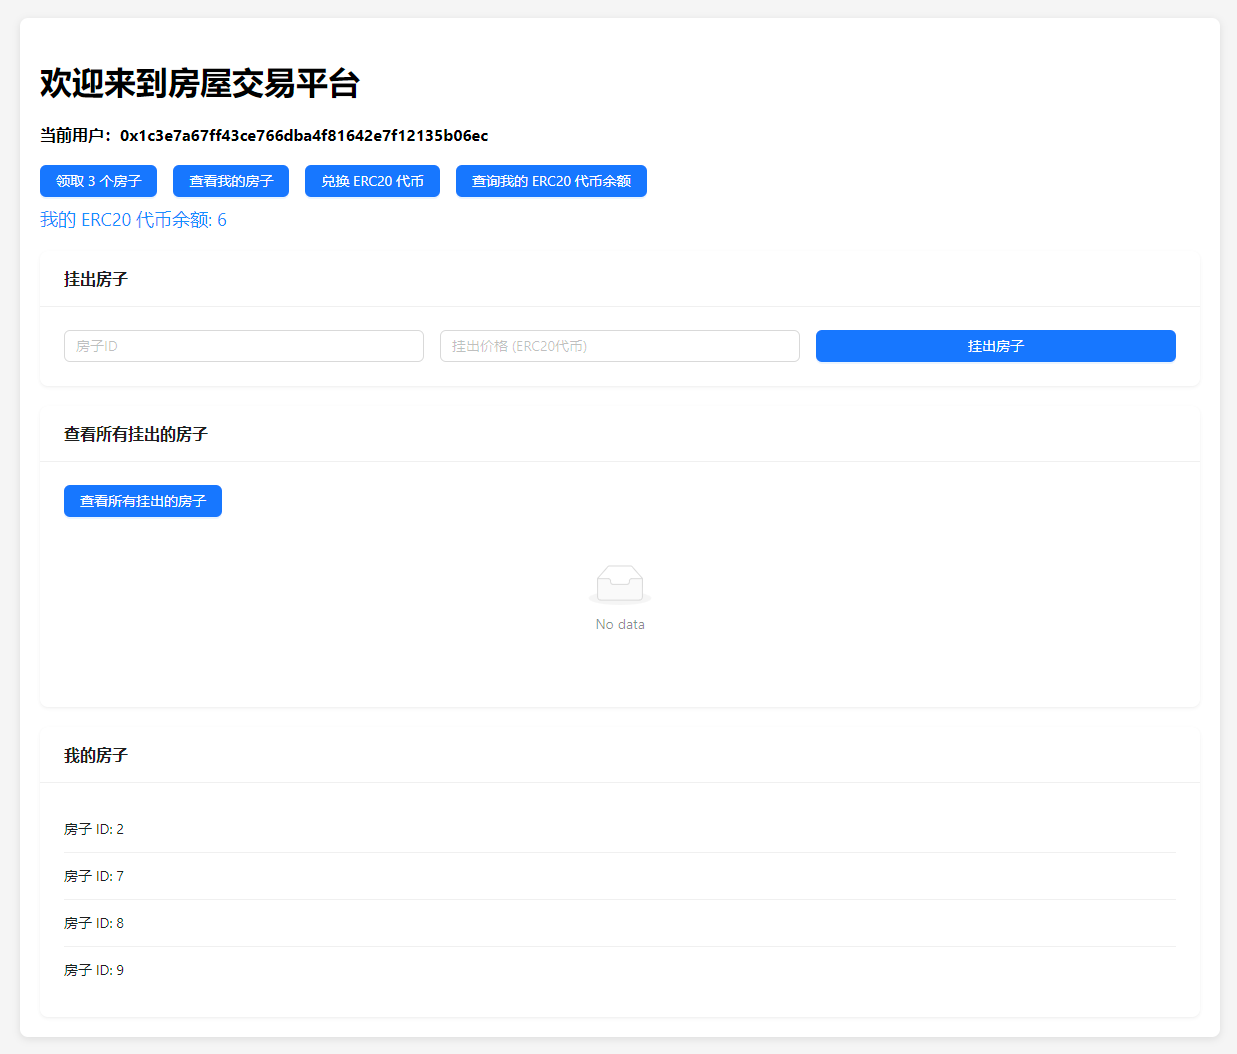 欢迎来到房屋交易平台
当前用户：0x1c3e7a67ff43ce766dba4f81642e7f12135b06ec
领取 3 个房子 查看我的房子 兑换 ERC20 代币 查询我的 ERC20 代币余额
我的 ERC20 代币余额: 6
挂出房子
房子ID 挂出价格 (ERC20代币) 挂出房子
查看所有挂出的房子
查看所有挂出的房子
No data
我的房子
房子 ID: 2
房子 ID: 7
房子 ID: 8
房子 ID: 9